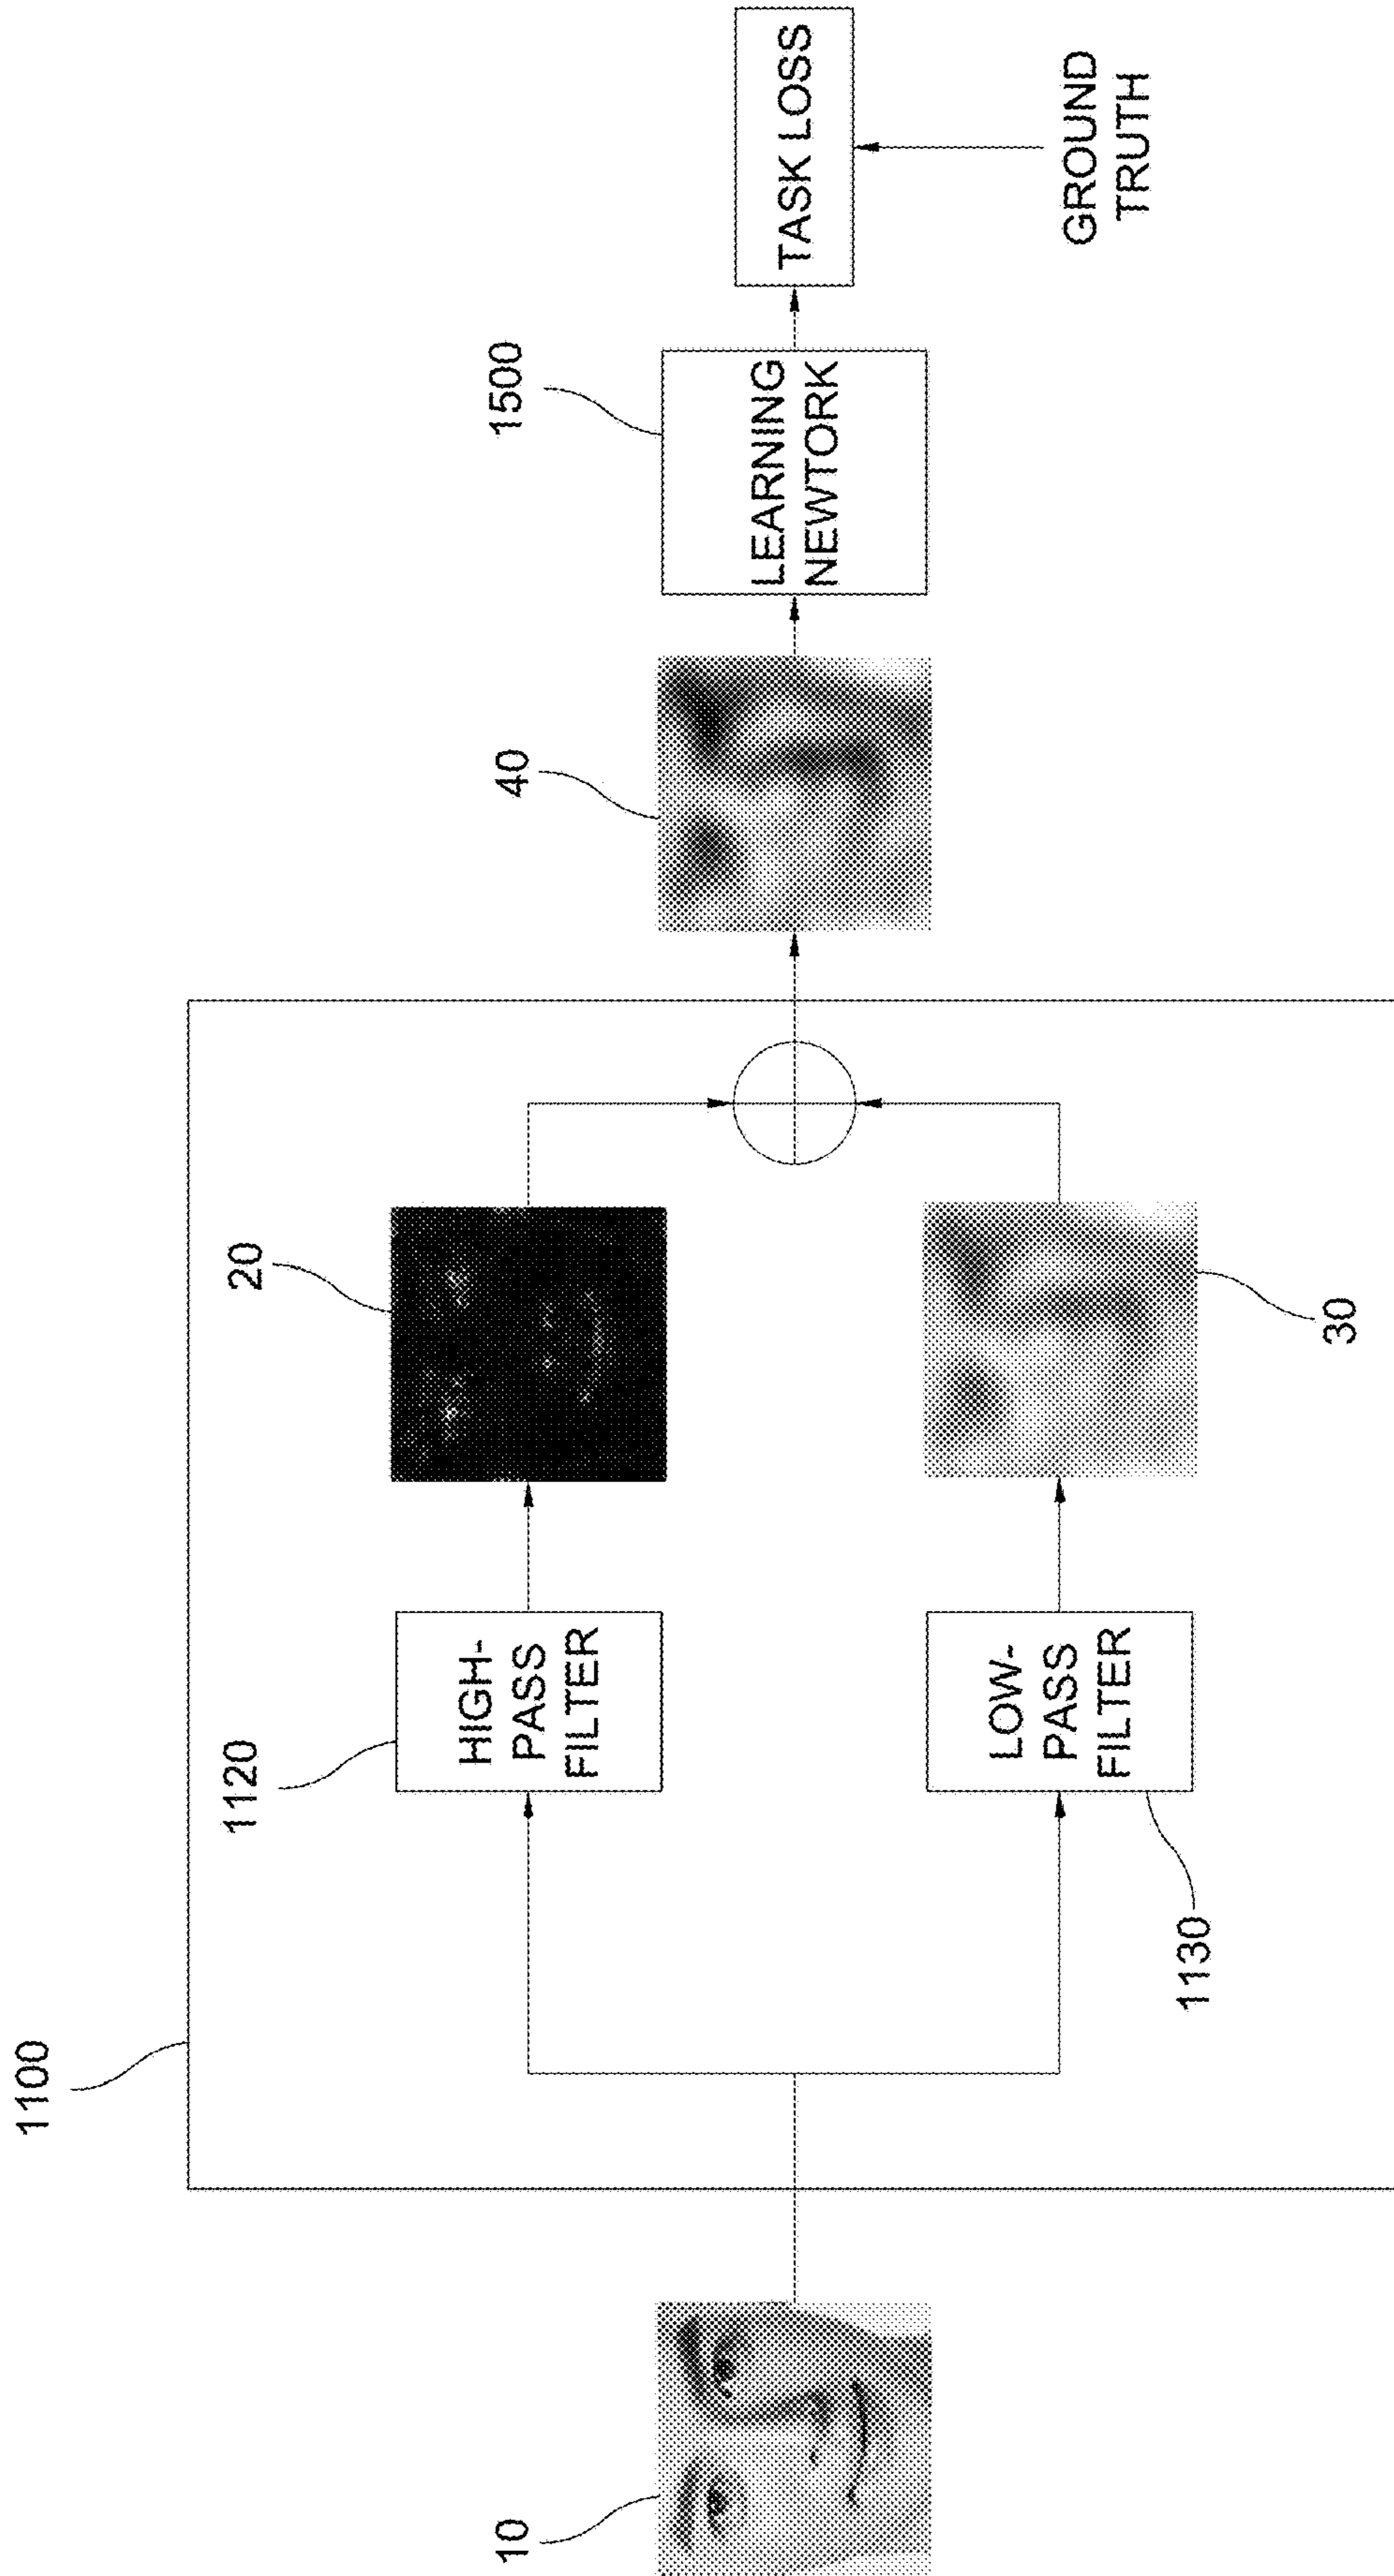 1100
10
1120
HIGH-
PASS
FILTER
20
1130
LOW-
PASS
FILTER
30
40
1500
LEARNING
NEWTORK
TASK LOSS
GROUND
TRUTH